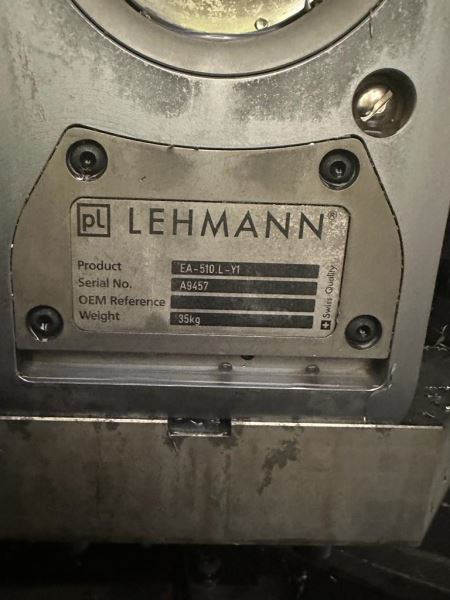 pL LEHMANN®
Product EA-510.L-Y1
Serial No. A9457
OEM Reference
Weight 35kg
Swiss Quality